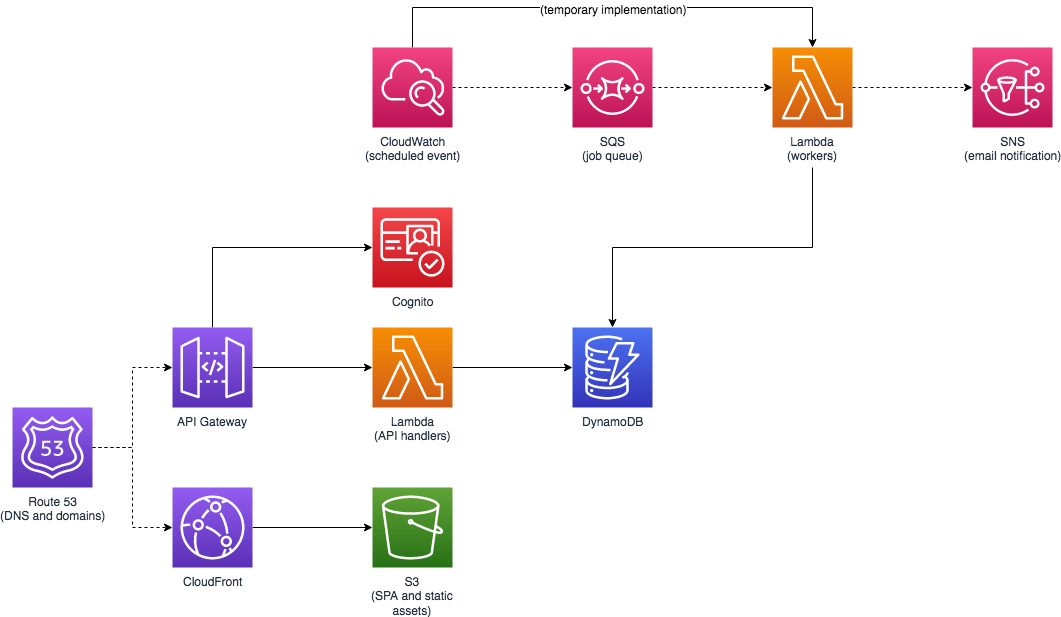 (temporary implementation)
CloudWatch
(scheduled event)
SQS
(job queue)
Lambda
(workers)
SNS
(email notification)
Cognito
</>
API Gateway
Lambda
(API handlers)
DynamoDB
53
Route 53
(DNS and domains)
CloudFront
S3
(SPA and static
assets)